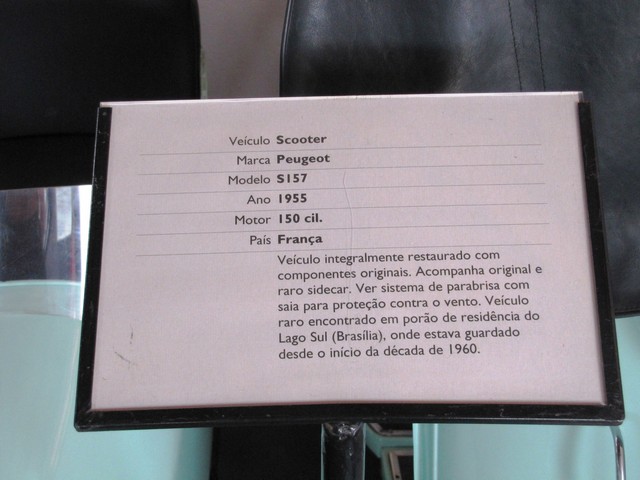 Veículo Scooter
Marca Peugeot
Modelo S157
Ano 1955
Motor 150 cil.
País França
Veículo integralmente restaurado com
componentes originais. Acompanha original e
raro sidecar. Ver sistema de parabrisa com
saia para proteção contra o vento. Veículo
raro encontrado em porão de residência do
Lago Sul (Brasília), onde estava guardado
desde o início da década de 1960.